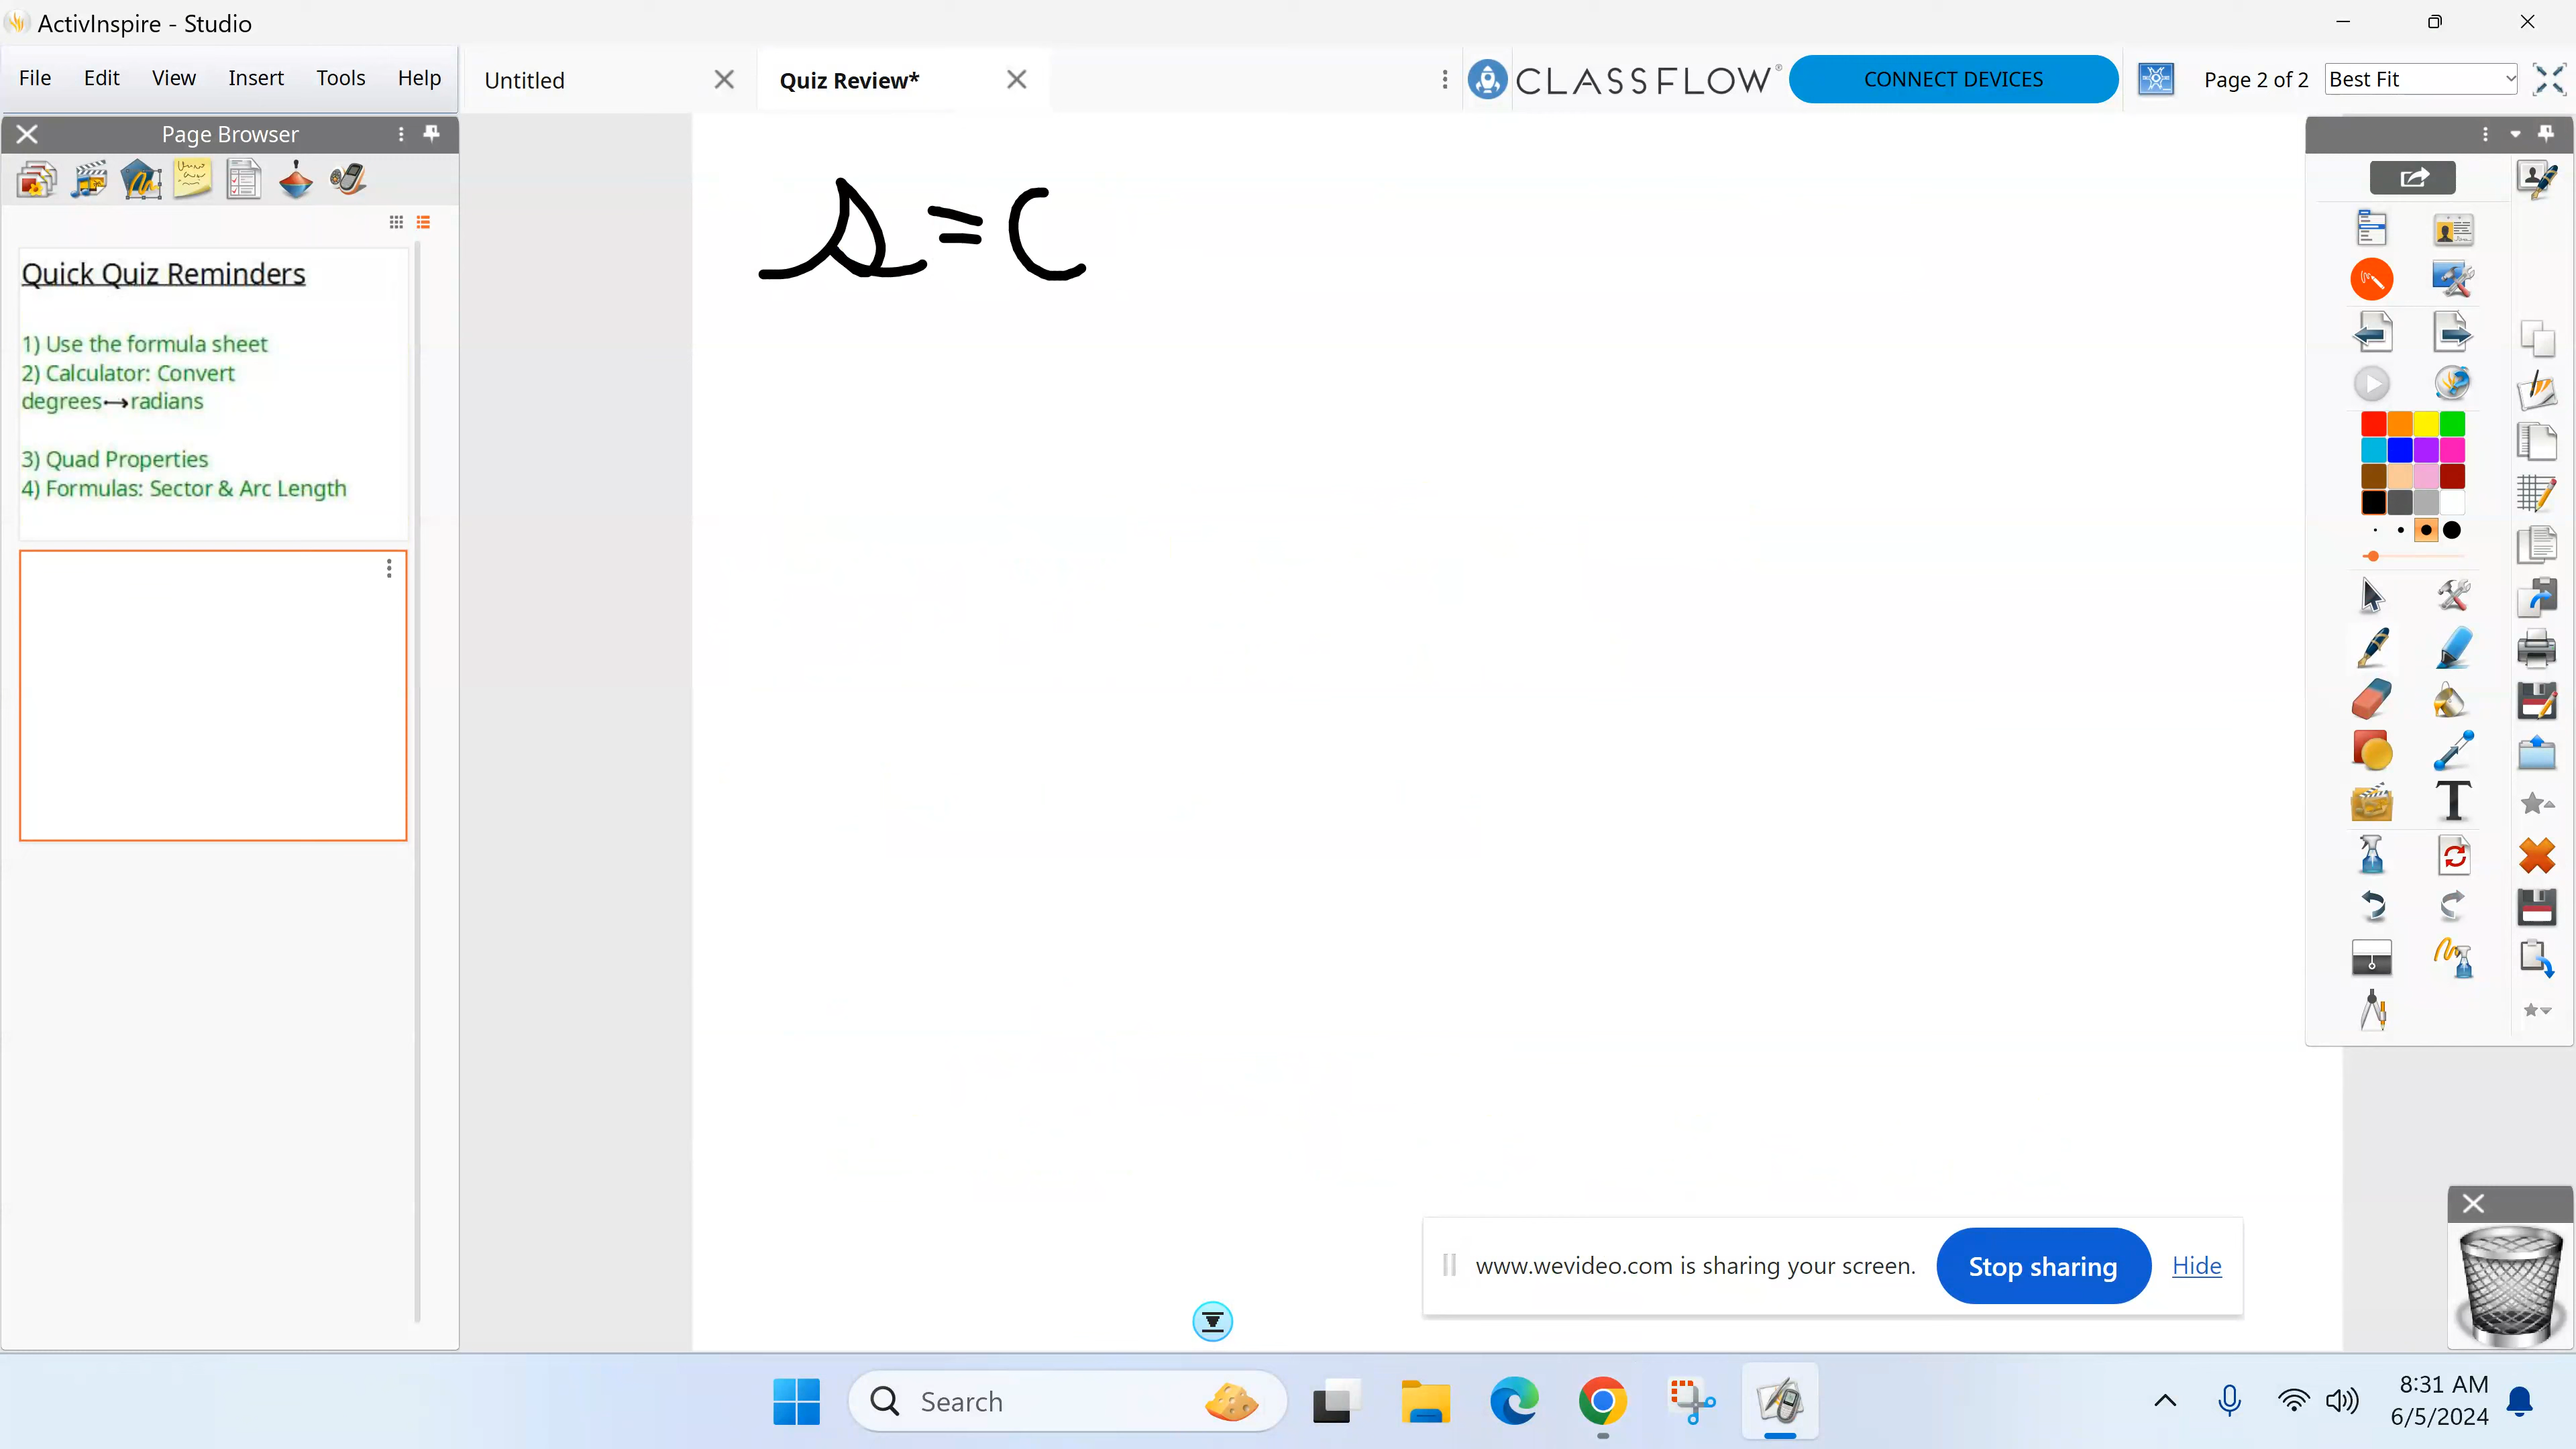 ActivInspire - Studio
File Edit View Insert Tools Help
Untitled
Quiz Review*
CLASSFLOW®
CONNECT DEVICES
Page 2 of 2
Best Fit
Page Browser
Quick Quiz Reminders
1) Use the formula sheet
2) Calculator: Convert
degrees↔radians
3) Quad Properties
4) Formulas: Sector & Arc Length
s = C
www.wevideo.com is sharing your screen.
Stop sharing
Hide
Search
8:31 AM
6/5/2024